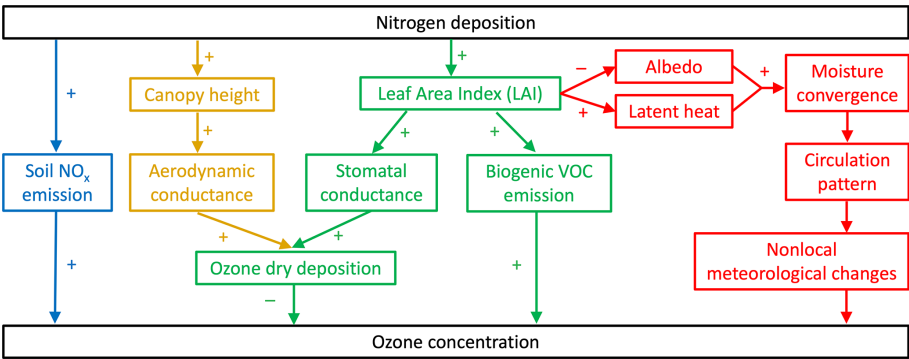 Nitrogen deposition
+
+
+
+
Canopy height
Leaf Area Index (LAI)
−
+
Albedo
Latent heat
+
Moisture
convergence
+
+
+
Soil NOx
emission
Aerodynamic
conductance
Stomatal
conductance
Biogenic VOC
emission
Circulation
pattern
+
+
Ozone dry deposition
Nonlocal
meteorological changes
+
−
+
Ozone concentration